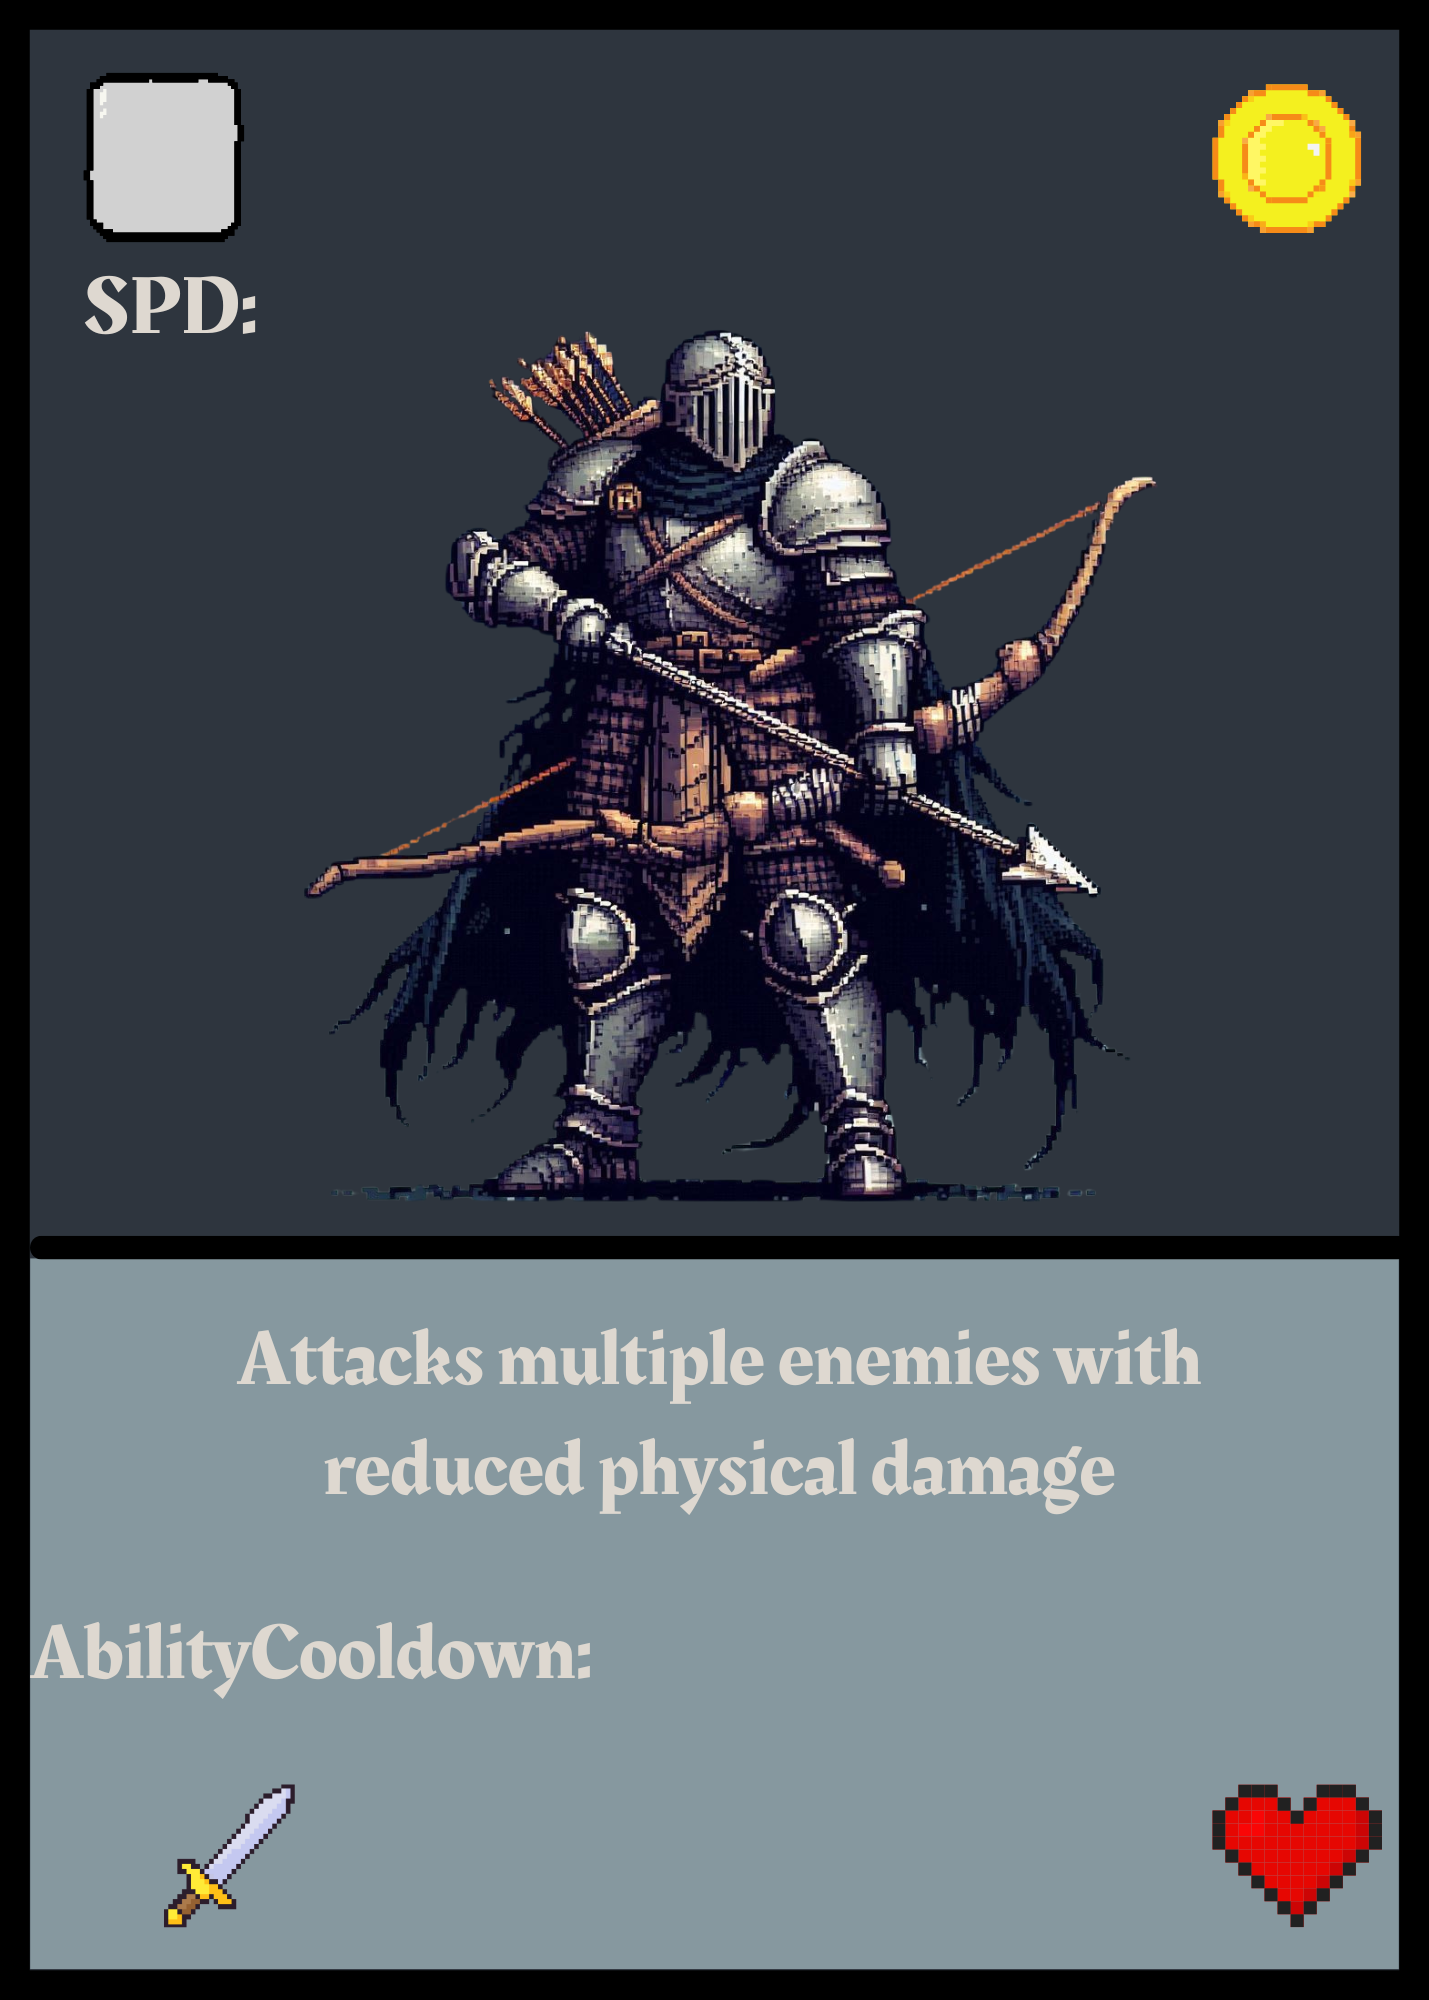 SPD:
Attacks multiple enemies with
reduced physical damage
AbilityCooldown: